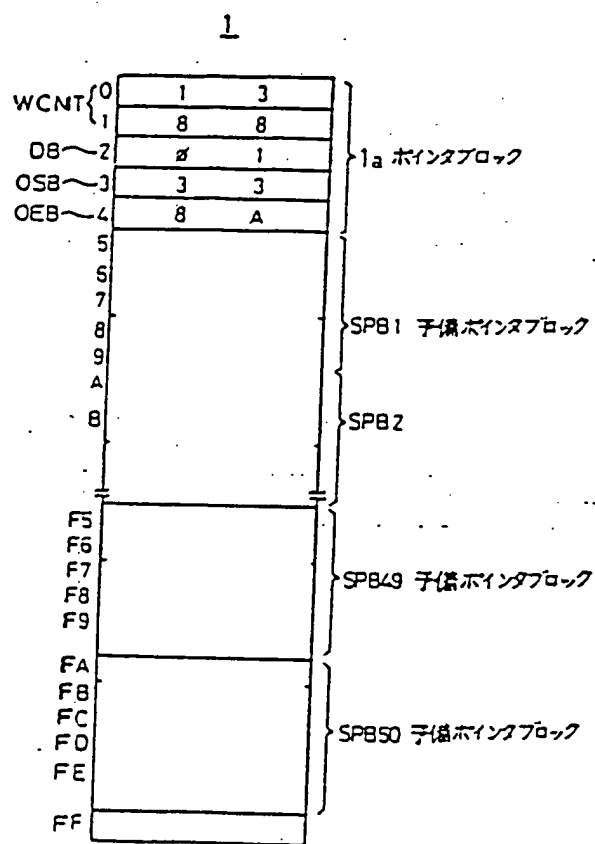 1
WCNT
0
1 3
1
8 8
DB 2
ø 1
OSB 3
3 3
OEB 4
8 A
1a ポインタブロック
5
6
7
8
9
SPB1 予備ポインタブロック
A
B
SPB2
F5
F6
F7
F8
F9
SPB49 予備ポインタブロック
FA
FB
FC
FD
FE
SPB50 予備ポインタブロック
FF